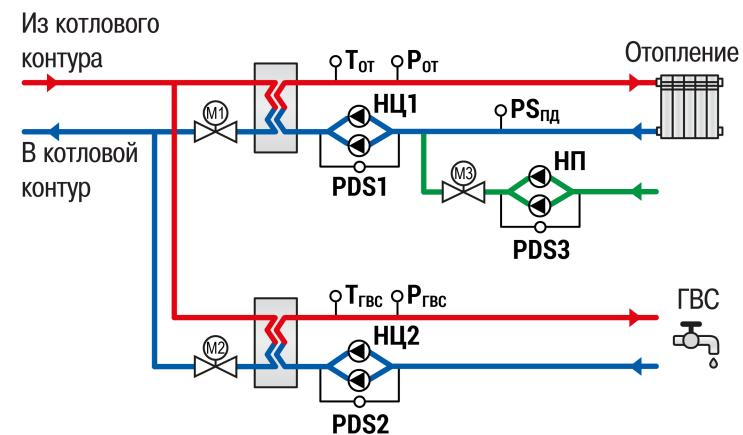 Из котлового
контура
Tот
Pот
Отопление
M1
НЦ1
PSпд
В котловой
контур
PDS1
M3
НП
PDS3
Tгвс
Pгвс
ГВС
M2
НЦ2
PDS2